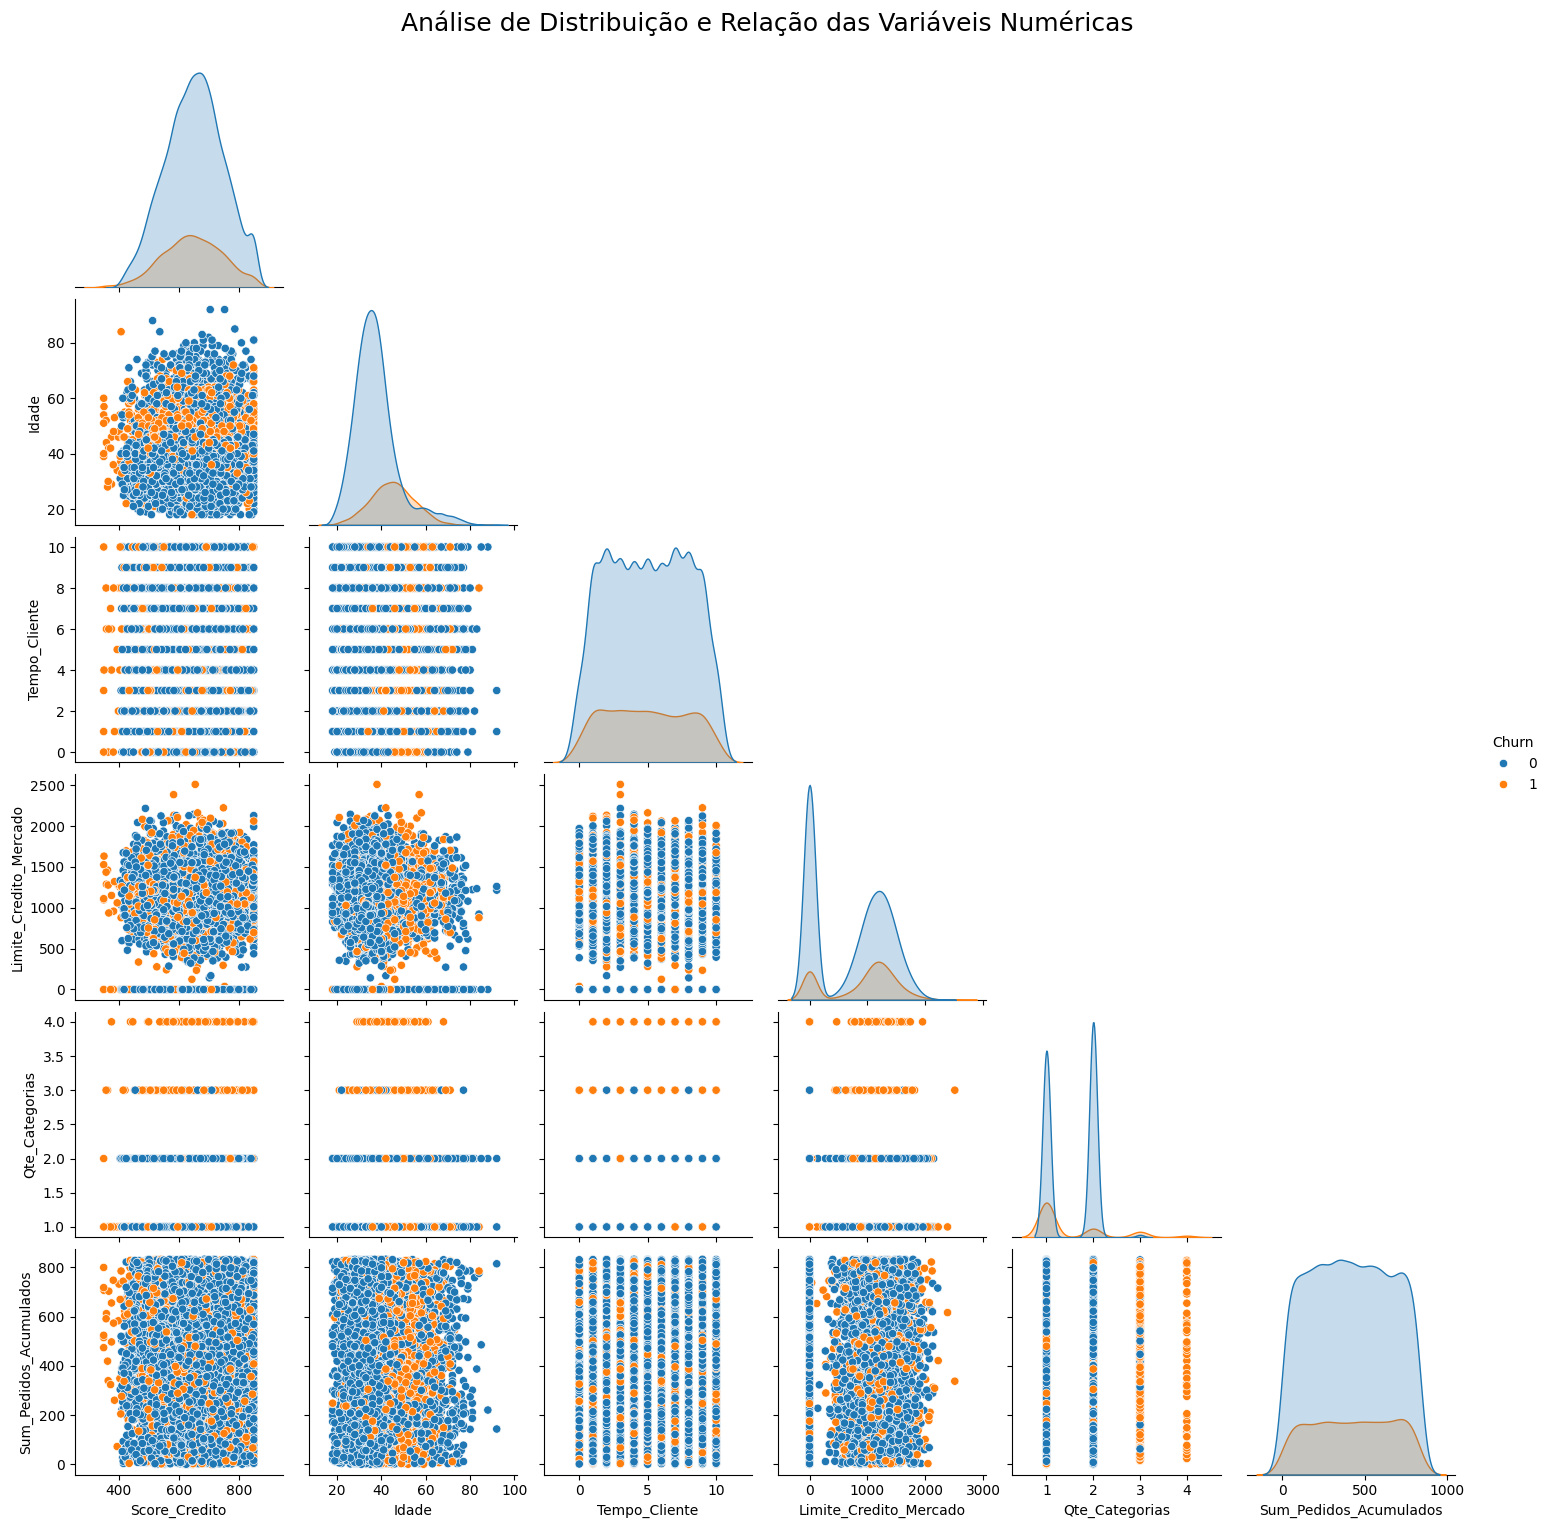 Análise de Distribuição e Relação das Variáveis Numéricas
Idade
80
60
40
20
Tempo_Cliente
10
8
6
4
2
0
Churn
0
1
Limite_Credito_Mercado
2500
2000
1500
1000
500
0
Qte_Categorias
4.0
3.5
3.0
2.5
2.0
1.5
1.0
Sum_Pedidos_Acumulados
800
600
400
200
0
400 600 800
20 40 60 80 100
0 5 10
0 1000 2000 3000
1 2 3 4
0 500 1000
Score_Credito
Idade
Tempo_Cliente
Limite_Credito_Mercado
Qte_Categorias
Sum_Pedidos_Acumulados